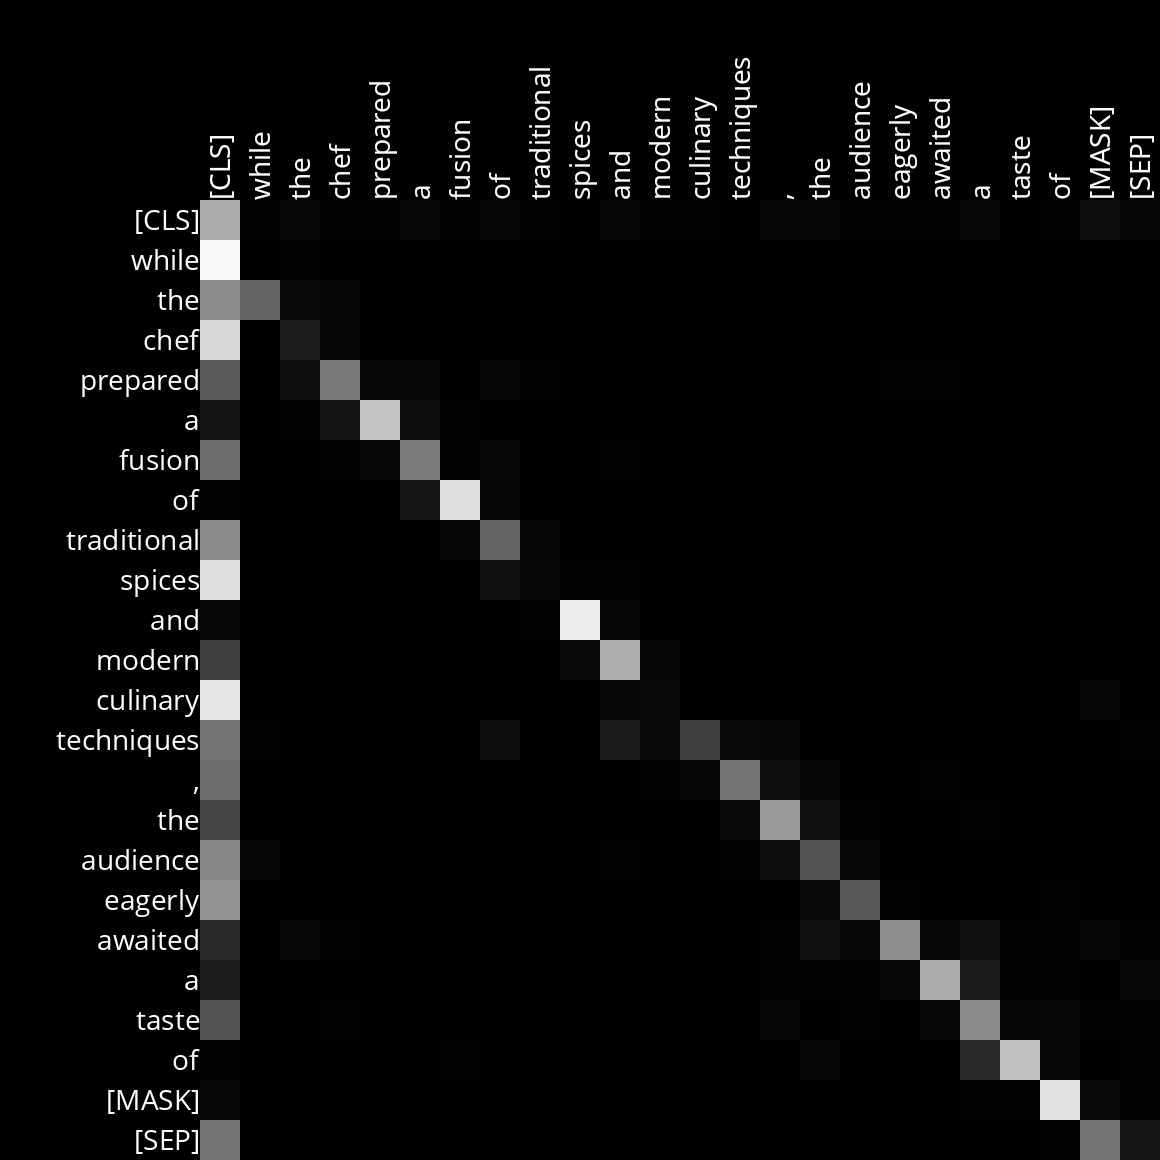 [CLS] while the chef prepared a fusion of traditional spices and modern culinary techniques , the audience eagerly awaited a taste of [MASK] [SEP]
[CLS]
while
the
chef
prepared
a
fusion
of
traditional
spices
and
modern
culinary
techniques
,
the
audience
eagerly
awaited
a
taste
of
[MASK]
[SEP]